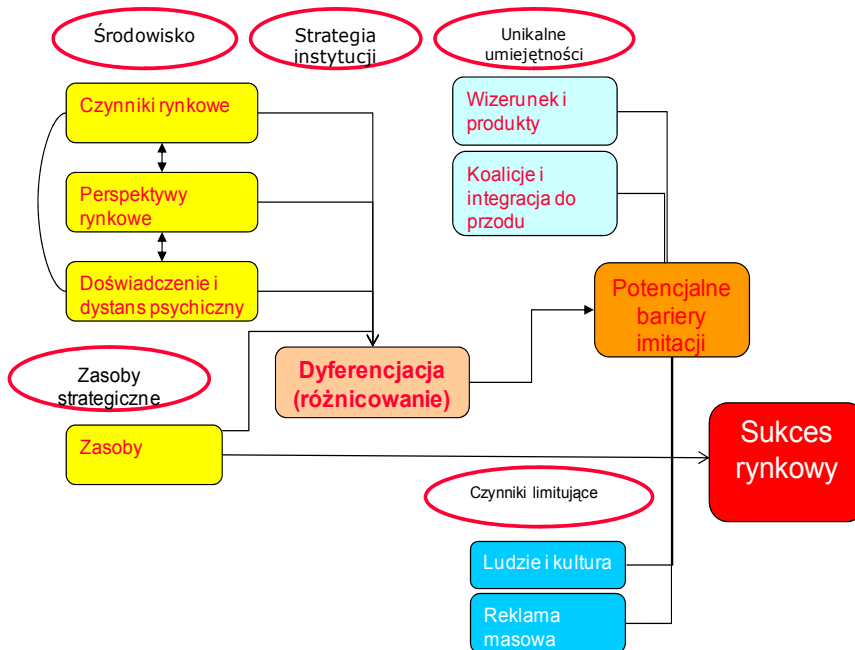 Środowisko
Strategia
instytucji
Unikalne
umiejętności
Czynniki rynkowe
Perspektywy
rynkowe
Doświadczenie i
dystans psychiczny
Wizerunek i
produkty
Koalicje i
integracja do
przodu
Potencjalne
bariery
imitacji
Dyferencjacja
(różnicowanie)
Zasoby
strategiczne
Zasoby
Sukces
rynkowy
Czynniki limitujące
Ludzie i kultura
Reklama
masowa